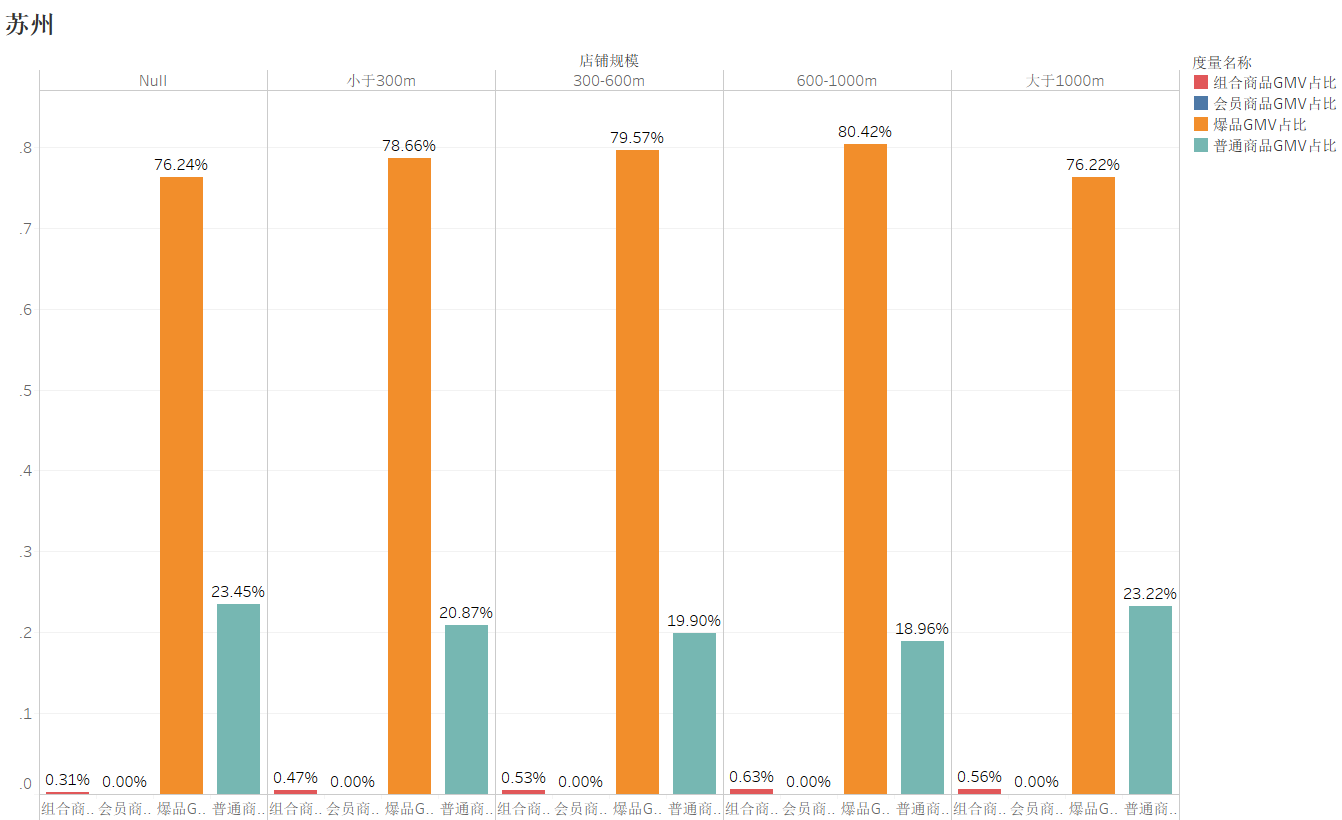 苏州
店铺规模
Null 小于300m 300-600m 600-1000m 大于1000m
度量名称
组合商品GMV占比
会员商品GMV占比
爆品GMV占比
普通商品GMV占比
.8
.7
.6
.5
.4
.3
.2
.1
.0
0.31% 0.00% 76.24% 23.45%
0.47% 0.00% 78.66% 20.87%
0.53% 0.00% 79.57% 19.90%
0.63% 0.00% 80.42% 18.96%
0.56% 0.00% 76.22% 23.22%
组合商.. 会员商.. 爆品G.. 普通商.. 组合商.. 会员商.. 爆品G.. 普通商.. 组合商.. 会员商.. 爆品G.. 普通商.. 组合商.. 会员商.. 爆品G.. 普通商.. 组合商.. 会员商.. 爆品G.. 普通商..